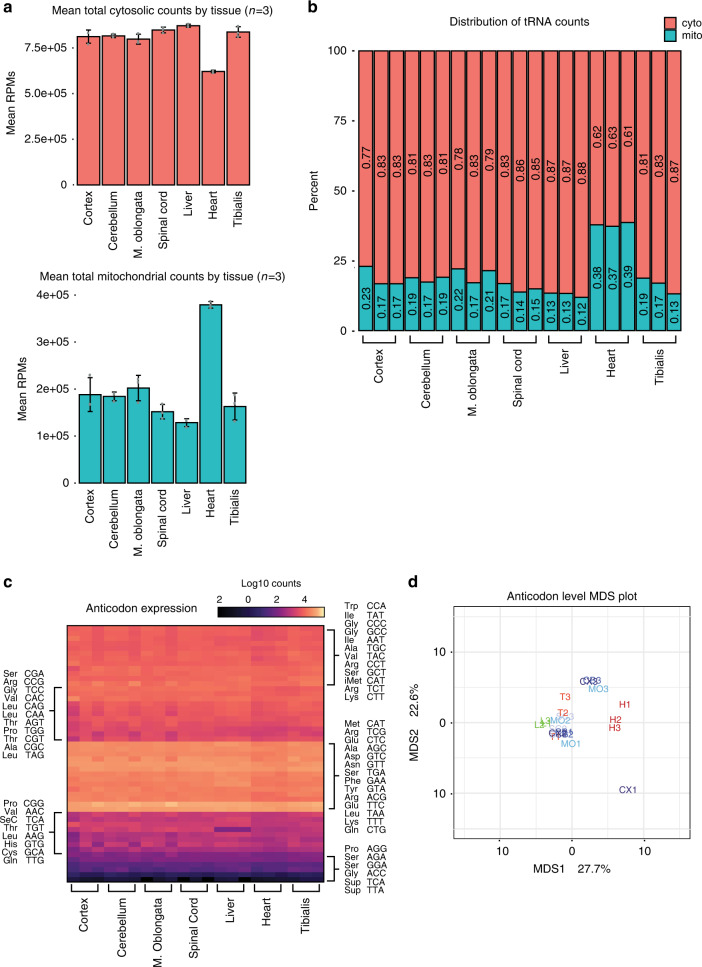 a
Mean total cytosolic counts by tissue (n=3)
Mean RPMs
7.5e+05
5e+05
2.5e+05
0
Cortex
Cerebellum
M. oblongata
Spinal cord
Liver
Heart
Tibialis
Mean total mitochondrial counts by tissue (n=3)
Mean RPMs
4e+05
3e+05
2e+05
1e+05
0
Cortex
Cerebellum
M. oblongata
Spinal cord
Liver
Heart
Tibialis
b
Distribution of tRNA counts
cyto
mito
Percent
100
75
50
25
0
0.77 0.83 0.83 0.81 0.83 0.81 0.78 0.83 0.79 0.83 0.86 0.85 0.87 0.87 0.88 0.62 0.63 0.61 0.81 0.83 0.87
0.23 0.17 0.17 0.19 0.17 0.19 0.22 0.17 0.21 0.17 0.14 0.15 0.13 0.13 0.12 0.38 0.37 0.39 0.19 0.17 0.13
Cortex
Cerebellum
M. oblongata
Spinal cord
Liver
Heart
Tibialis
c
Log10 counts
Anticodon expression
2 0 2 4
Ser CGA
Arg CCG
Gly TCC
Val CAC
Leu CAG
Leu CAA
Thr AGT
Pro TGG
Thr CGT
Ala CGC
Leu TAG
Pro CGG
Val AAC
SeC TCA
Thr TGT
Leu AAG
His GTG
Cys GCA
Gln TTG
Trp CCA
Ile TAT
Gly CCC
Gly GCC
Ile AAT
Ala TGC
Val TAC
Arg CCT
Ser GCT
iMet CAT
Arg TCT
Lys CTT
Met CAT
Arg TCG
Glu CTC
Ala AGC
Asp GTC
Asn GTT
Ser TGA
Phe GAA
Tyr GTA
Arg ACG
Glu TTC
Leu TAA
Lys TTT
Gln CTG
Pro AGG
Ser AGA
Ser GGA
Gly ACC
Sup TCA
Sup TTA
Cortex
Cerebellum
M. Oblongata
Spinal Cord
Liver
Heart
Tibialis
d
Anticodon level MDS plot
MDS2 22.6%
10
0
10
CX3
MO3
T3
T2
MO2
MO1
H1
H2
H3
CX1
10 0 10
MDS1 27.7%